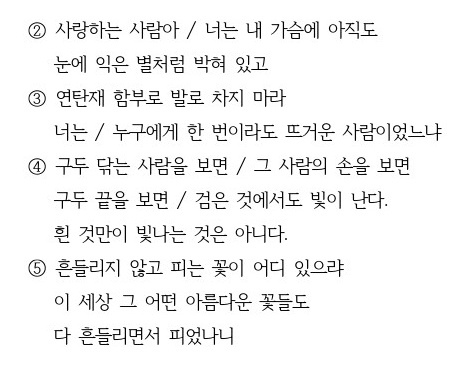 ② 사랑하는 사람아 / 너는 내 가슴에 아직도
눈에 익은 별처럼 박혀 있고
③ 연탄재 함부로 발로 차지 마라
너는 / 누구에게 한 번이라도 뜨거운 사람이었느냐
④ 구두 닦는 사람을 보면 / 그 사람의 손을 보면
구두 끝을 보면 / 검은 것에서도 빛이 난다.
흰 것만이 빛나는 것은 아니다.
⑤ 흔들리지 않고 피는 꽃이 어디 있으랴
이 세상 그 어떤 아름다운 꽃들도
다 흔들리면서 피었나니